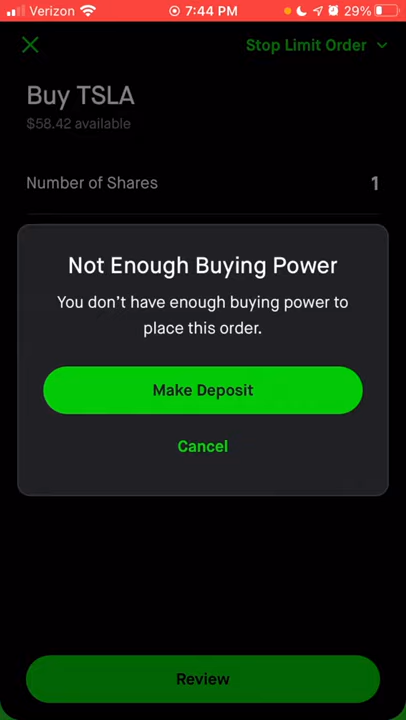 Verizon 7:44 PM 29%
Stop Limit Order
Buy TSLA
$58.42 available
Number of Shares 1
Not Enough Buying Power
You don't have enough buying power to
place this order.
Make Deposit
Cancel
Review